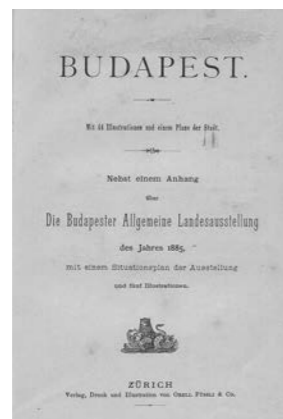 BUDAPEST.
Mit 44 Illustrationen und einem Plane der Stadt.
Nebst einem Anhang
über
Die Budapester Allgemeine Landesausstellung
des Jahres 1885,
mit einem Situationsplan der Ausstellung
und fünf Illustrationen.
ZÜRICH
Verlag, Druck und Illustration von Orell Füssli & Co.